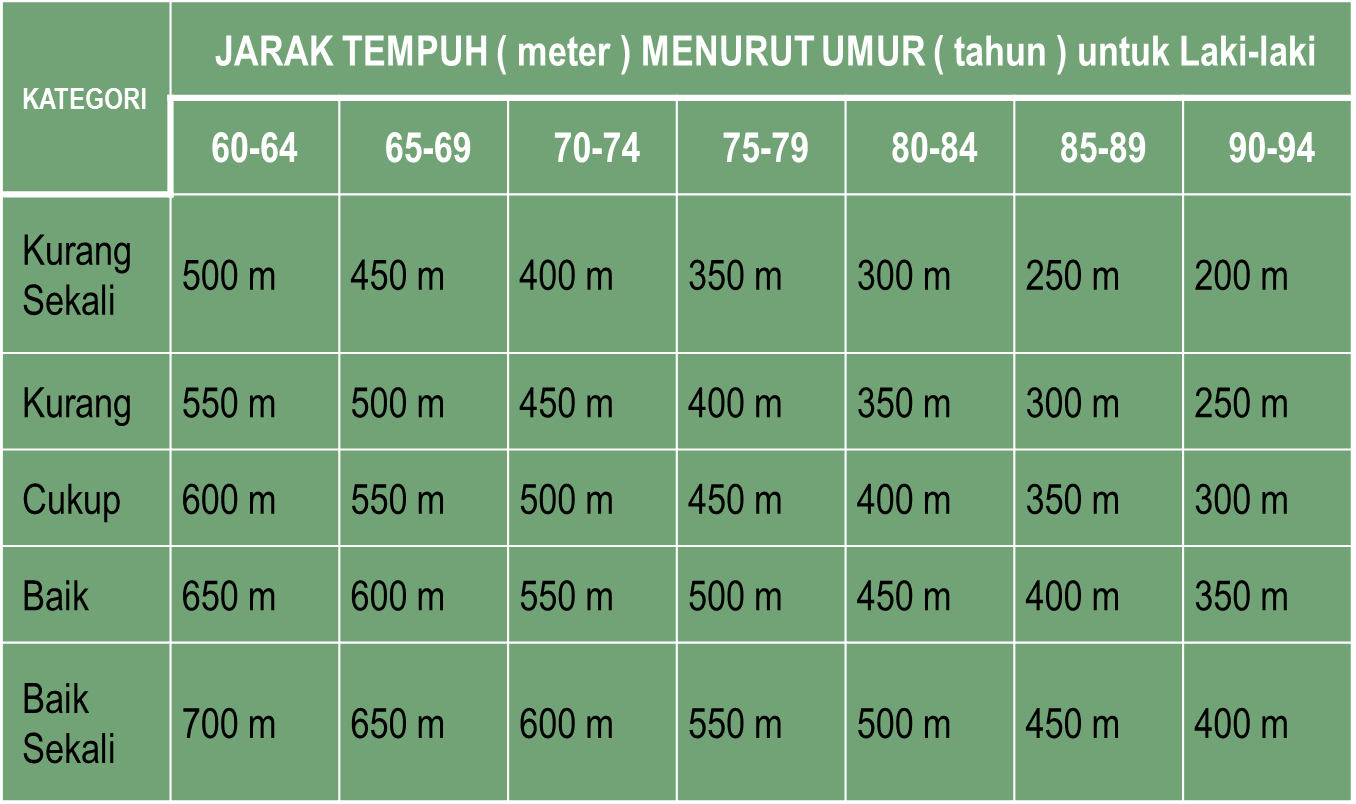 KATEGORI
JARAK TEMPUH ( meter ) MENURUT UMUR ( tahun ) untuk Laki-laki
60-64 65-69 70-74 75-79 80-84 85-89 90-94
Kurang
Sekali
500 m 450 m 400 m 350 m 300 m 250 m 200 m
Kurang 550 m 500 m 450 m 400 m 350 m 300 m 250 m
Cukup 600 m 550 m 500 m 450 m 400 m 350 m 300 m
Baik 650 m 600 m 550 m 500 m 450 m 400 m 350 m
Baik
Sekali
700 m 650 m 600 m 550 m 500 m 450 m 400 m